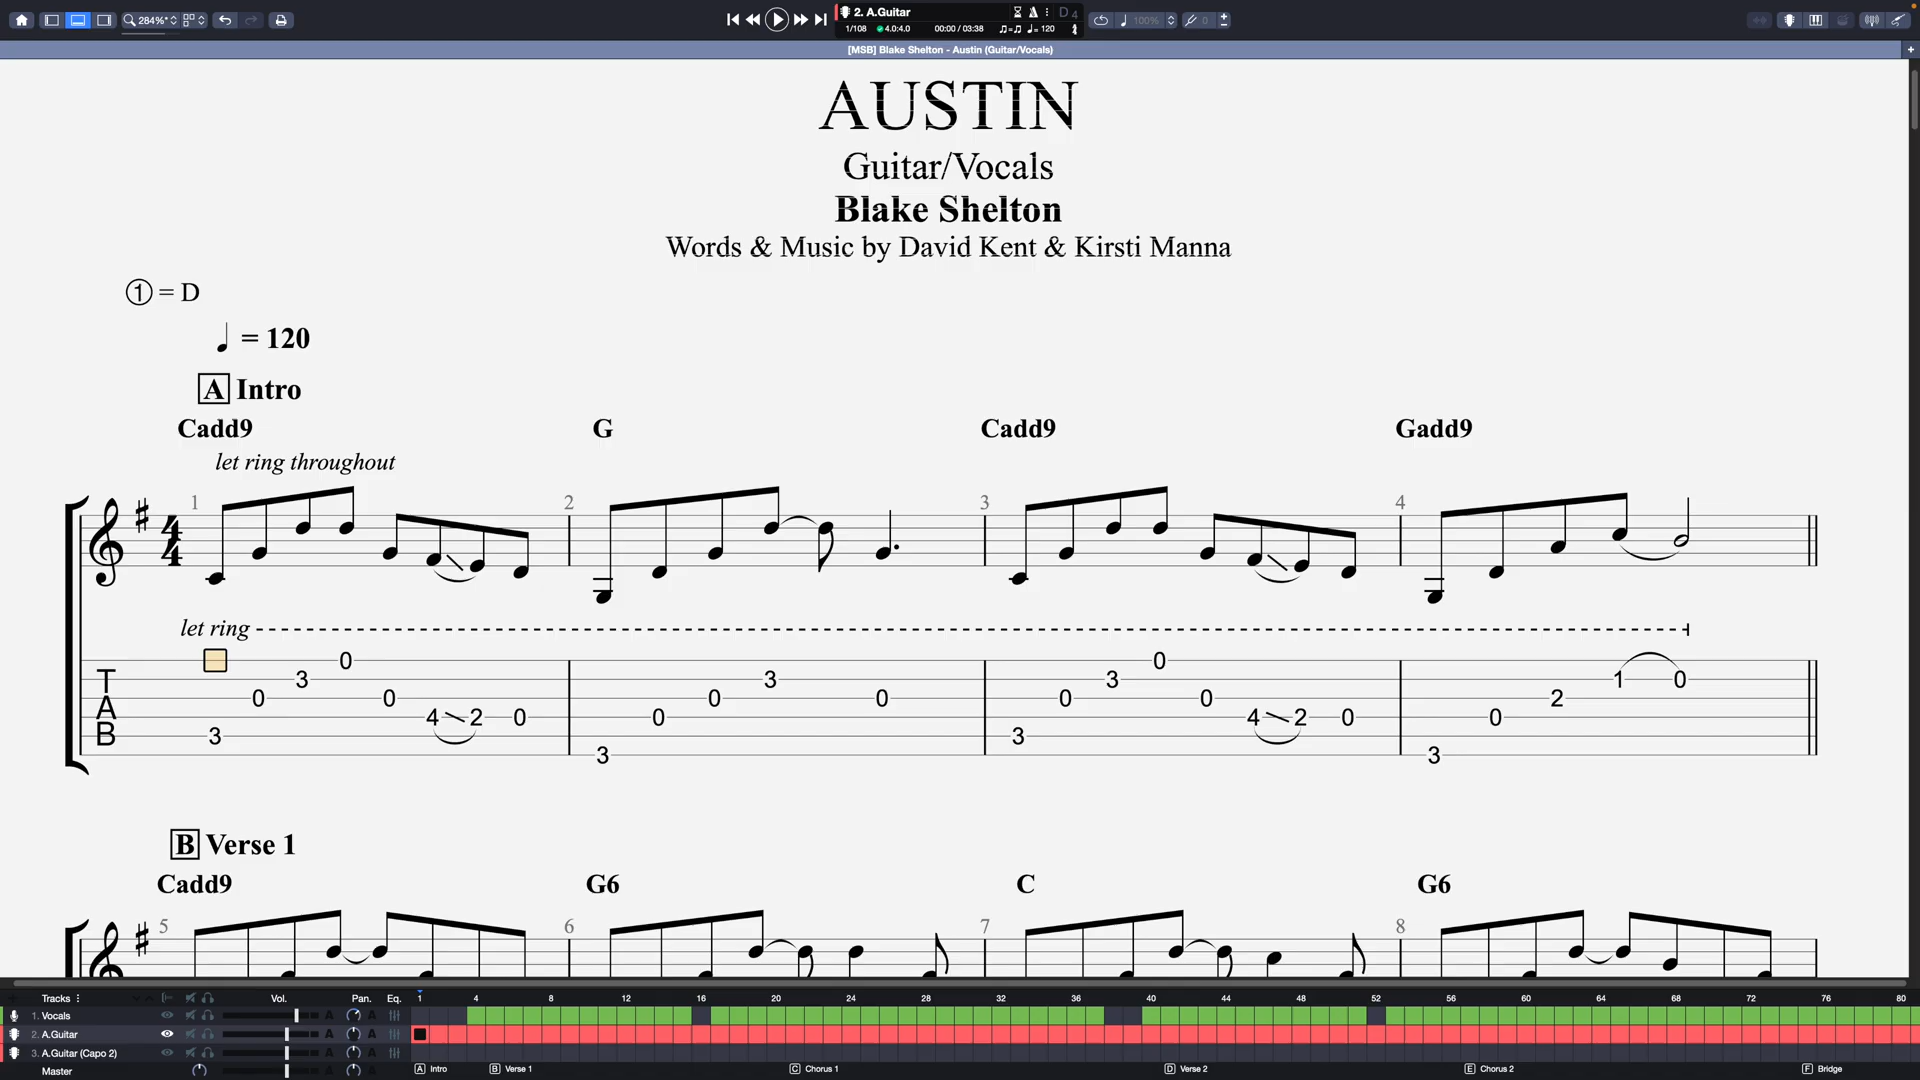 284%
2. A.Guitar
D4
1/108
4.0:4.0
00:00 / 03:38
= 120
100%
0
[MSB] Blake Shelton - Austin (Guitar/Vocals)
AUSTIN
Guitar/Vocals
Blake Shelton
Words & Music by David Kent & Kirsti Manna
① = D
= 120
A Intro
Cadd9 G Cadd9 Gadd9
let ring throughout
1 2 3 4
4/4
let ring
0 0
T 3 3 3 1 0
A 0 0 0 0 0 0 2
4 2 0 0 4 2 0 0
B 3 3
3 3
B Verse 1
Cadd9 G6 C G6
5 6 7 8
Tracks Vol. Pan. Eq. 1 4 8 12 16 20 24 28 32 36 40 44 48 52 56 60 64 68 72 76 80
1. Vocals A A
2. A.Guitar A A
3. A.Guitar (Capo 2) A A
Master A A A Intro B Verse 1 C Chorus 1 D Verse 2 E Chorus 2 F Bridge